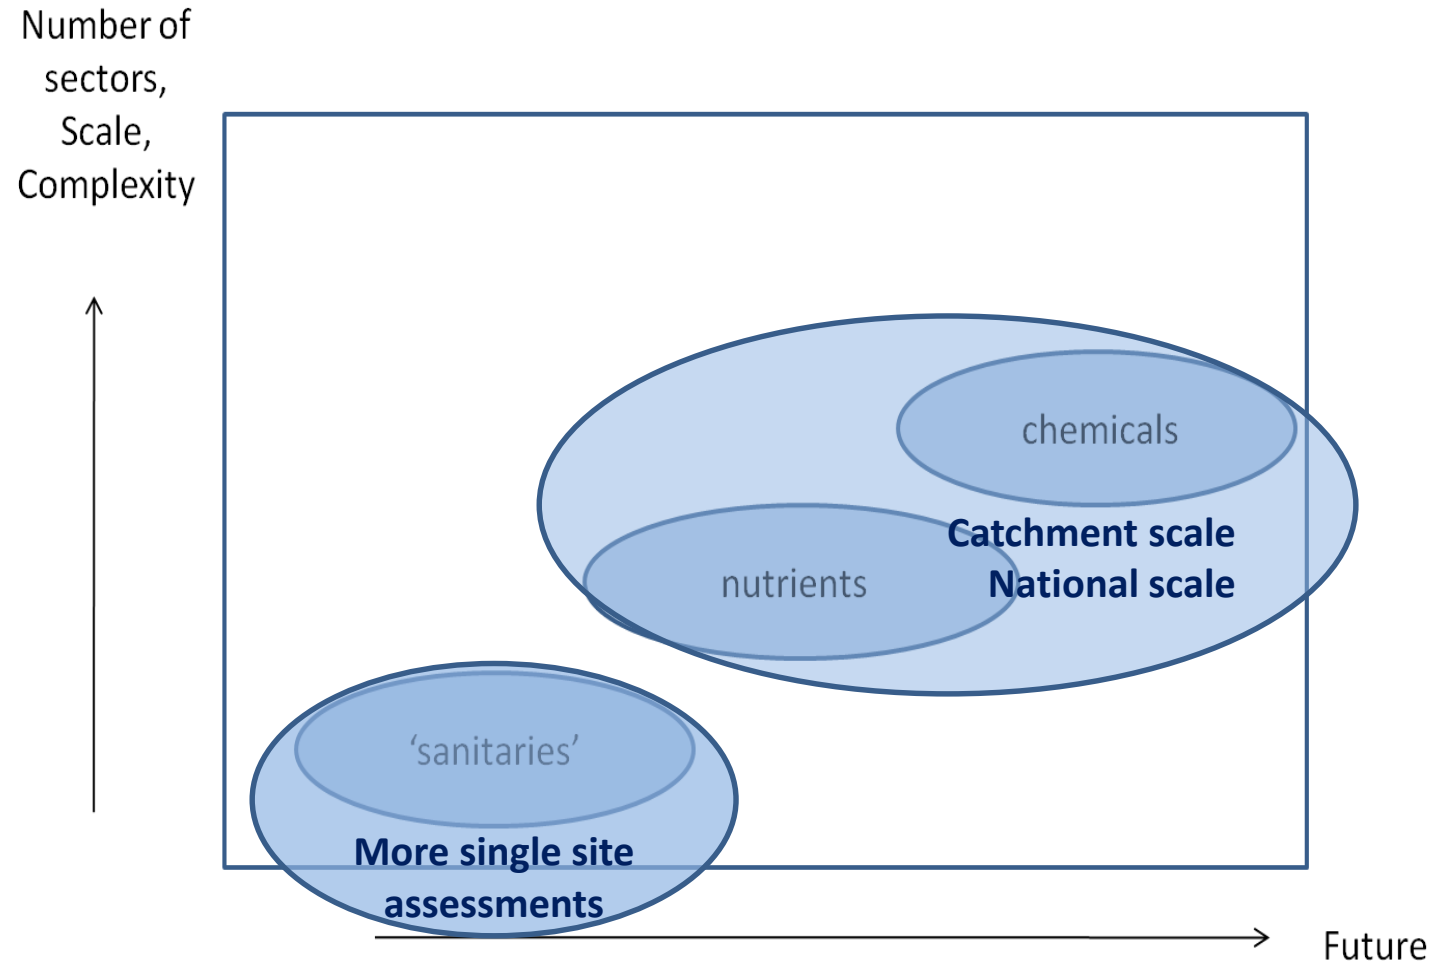 Number of
sectors,
Scale,
Complexity
chemicals
Catchment scale
nutrients
National scale
‘sanitaries’
More single site
assessments
Future